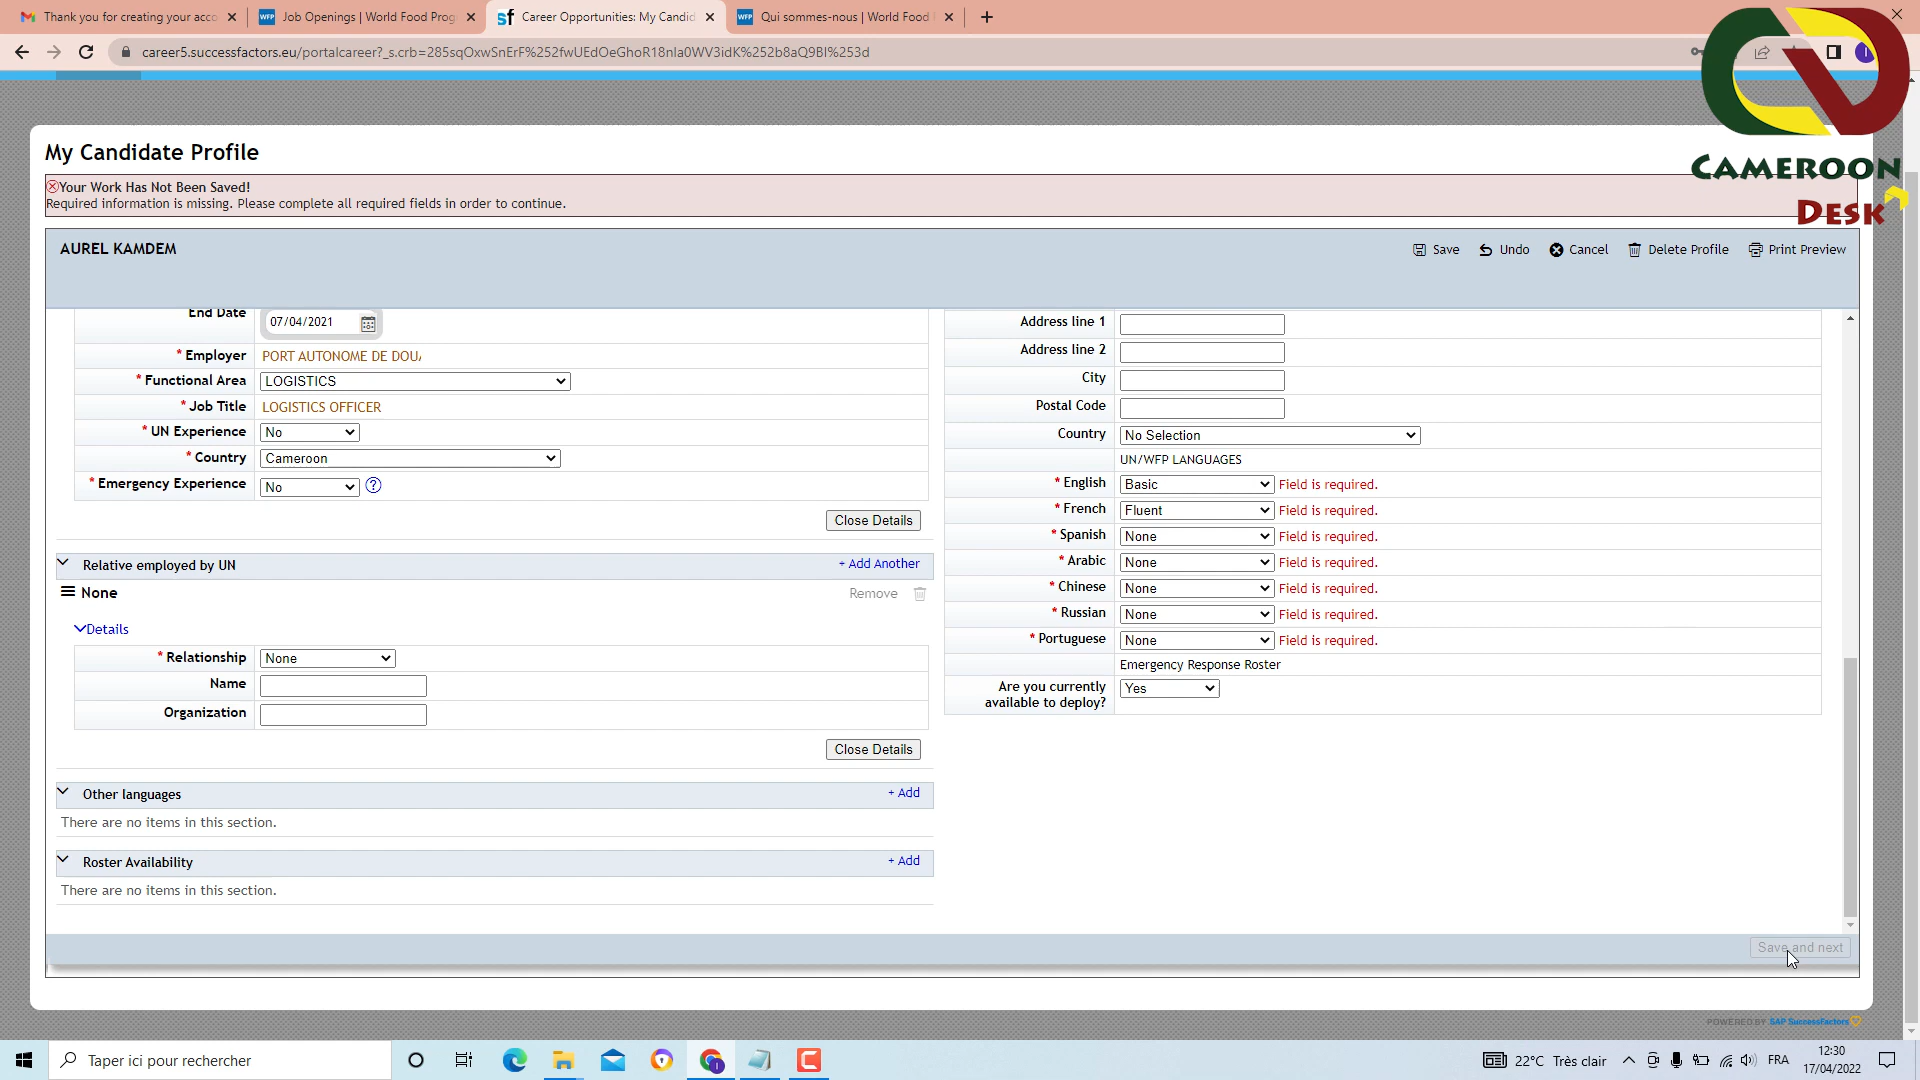 Thank you for creating your acco
Job Openings | World Food Prog
Career Opportunities: My Candid
Qui sommes-nous | World Food
career5.successfactors.eu/portalcareer?_s.crb=285sqOxwSnErF%252fwUEdOeGhoR18nla0WV3idK%252b8aQ9BI%253d
CAMEROON
DESK
My Candidate Profile
Your Work Has Not Been Saved!
Required information is missing. Please complete all required fields in order to continue.
AUREL KAMDEM
Save Undo Cancel Delete Profile Print Preview
End Date 07/04/2021
* Employer PORT AUTONOME DE DOU
* Functional Area LOGISTICS
* Job Title LOGISTICS OFFICER
* UN Experience No
* Country Cameroon
* Emergency Experience No ?
Close Details
Relative employed by UN + Add Another
None Remove
Details
* Relationship None
Name
Organization
Close Details
Other languages + Add
There are no items in this section.
Roster Availability + Add
There are no items in this section.
Address line 1
Address line 2
City
Postal Code
Country No Selection
UN/WFP LANGUAGES
* English Basic Field is required.
* French Fluent Field is required.
* Spanish None Field is required.
* Arabic None Field is required.
* Chinese None Field is required.
* Russian None Field is required.
* Portuguese None Field is required.
Emergency Response Roster
Are you currently
available to deploy? Yes
Save and next
POWERED BY SAP SuccessFactors
Taper ici pour rechercher
22°C Très clair
FRA
12:30
17/04/2022